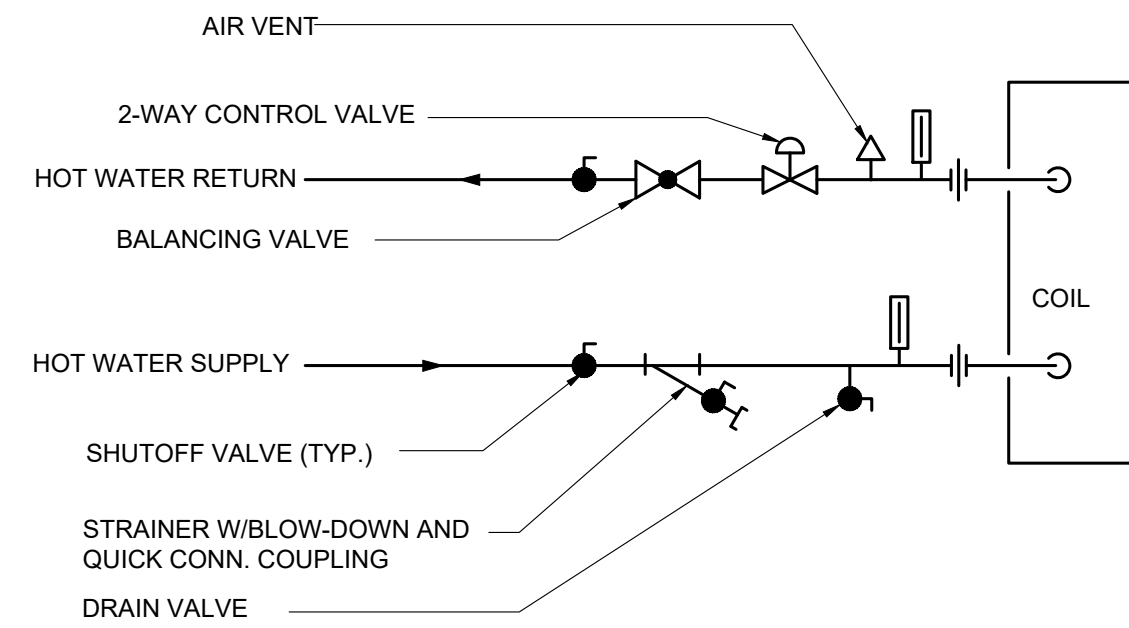 AIR VENT
2-WAY CONTROL VALVE
HOT WATER RETURN
BALANCING VALVE
COIL
HOT WATER SUPPLY
SHUTOFF VALVE (TYP.)
STRAINER W/BLOW-DOWN AND
QUICK CONN. COUPLING
DRAIN VALVE